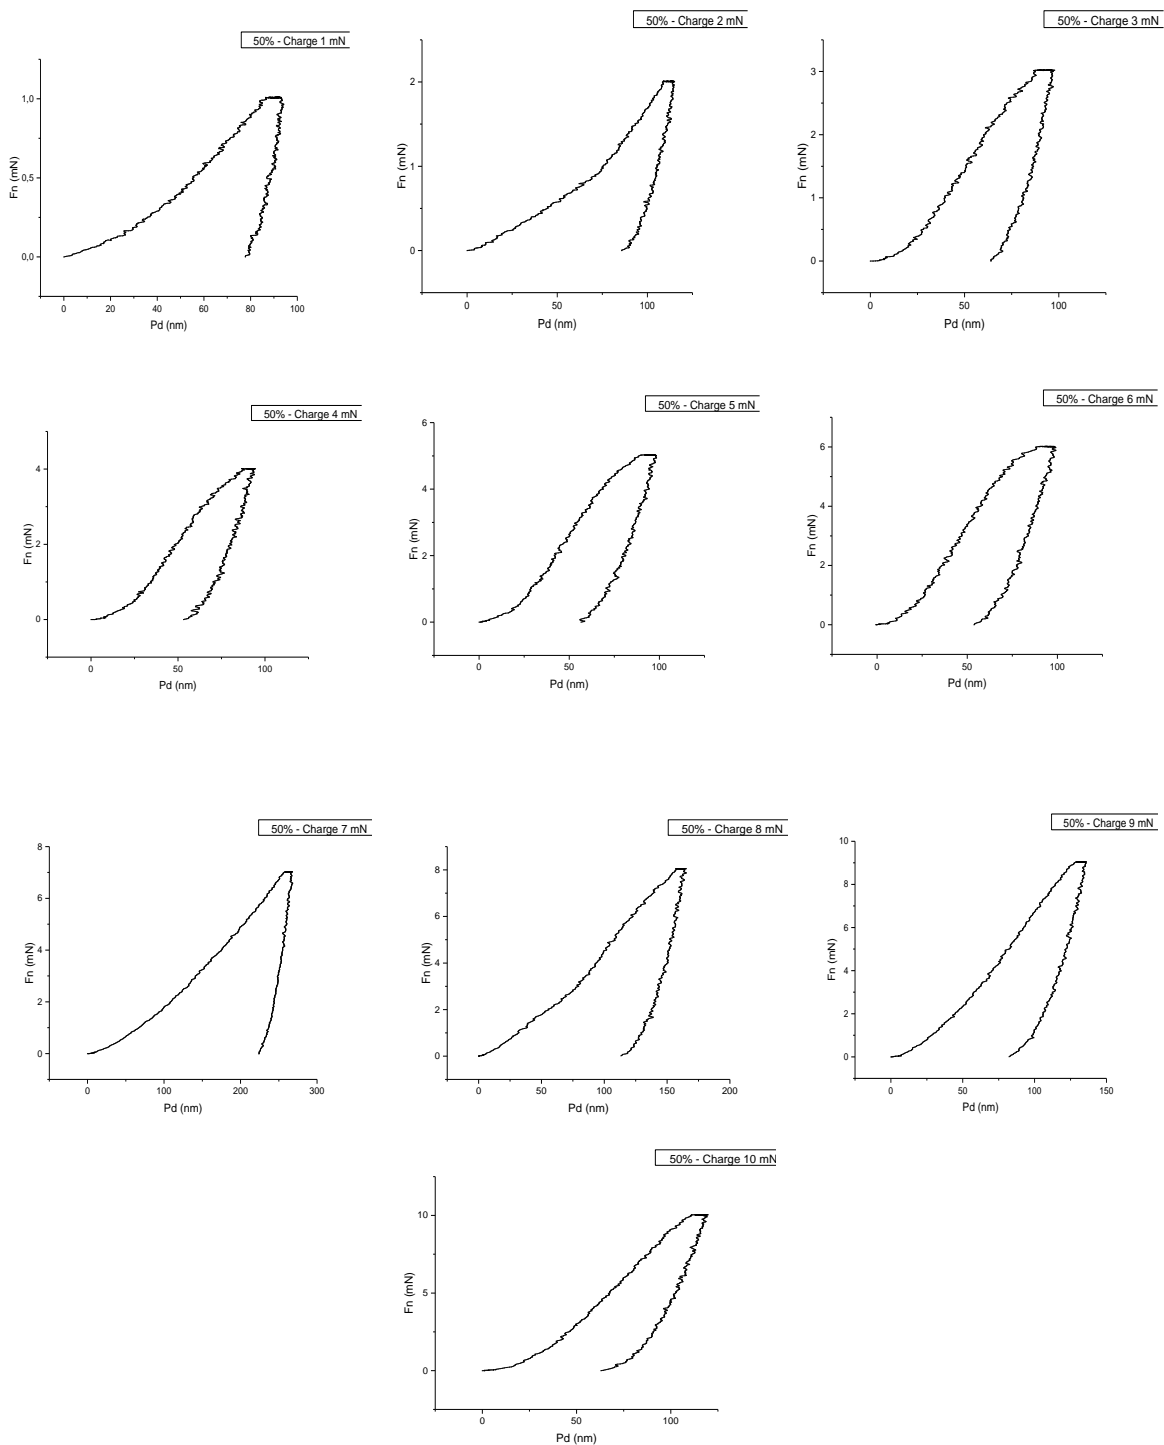 50% - Charge 1 mN
Fn (mN)
1,0
0,5
0,0
0 20 40 60 80 100
Pd (nm)
50% - Charge 2 mN
Fn (mN)
2
1
0
0 50 100
Pd (nm)
50% - Charge 3 mN
Fn (mN)
3
2
1
0
0 50 100
Pd (nm)
50% - Charge 4 mN
Fn (mN)
4
2
0
0 50 100
Pd (nm)
50% - Charge 5 mN
Fn (mN)
6
4
2
0
0 50 100
Pd (nm)
50% - Charge 6 mN
Fn (mN)
6
4
2
0
0 50 100
Pd (nm)
50% - Charge 7 mN
Fn (mN)
8
6
4
2
0
0 100 200 300
Pd (nm)
50% - Charge 8 mN
Fn (mN)
8
6
4
2
0
0 50 100 150 200
Pd (nm)
50% - Charge 9 mN
Fn (mN)
10
8
6
4
2
0
0 50 100 150
Pd (nm)
50% - Charge 10 mN
Fn (mN)
10
5
0
0 50 100
Pd (nm)